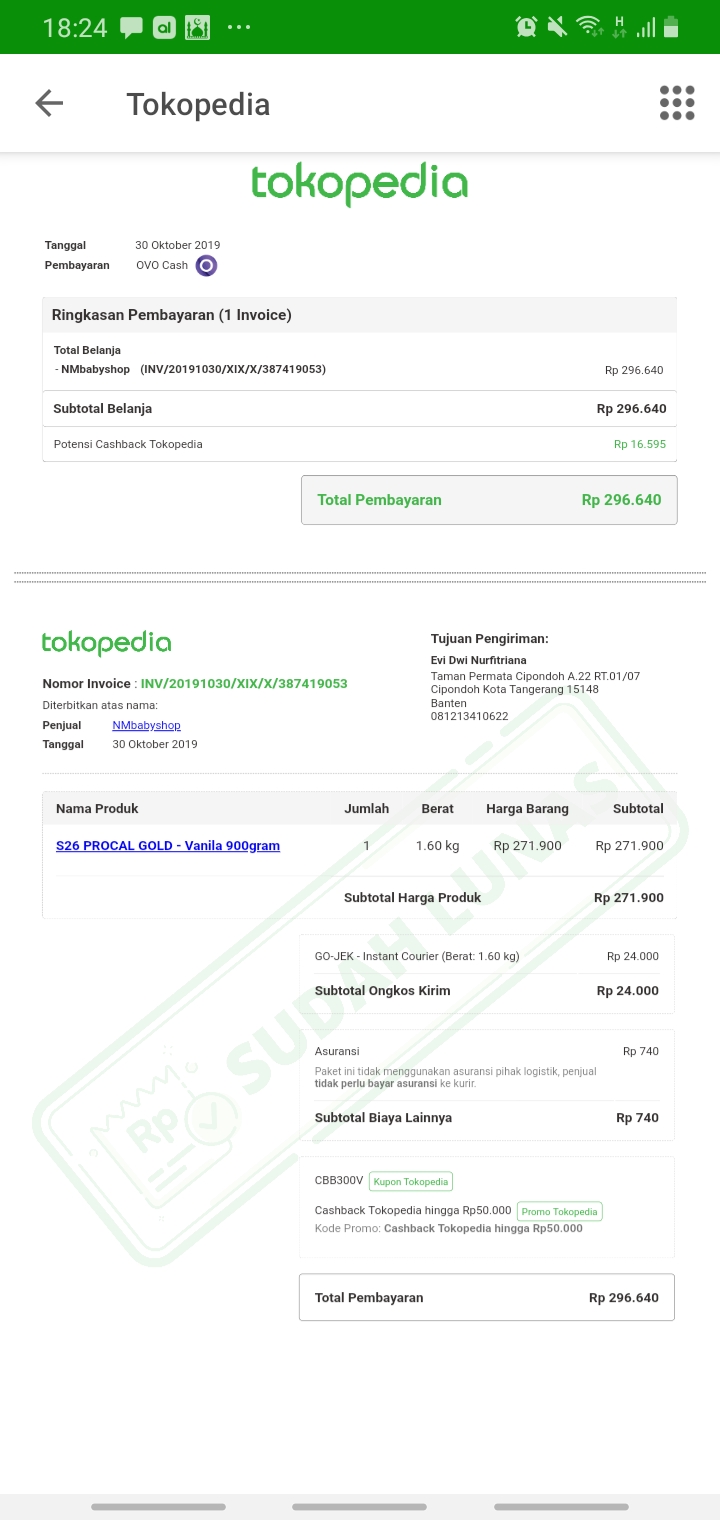 18:24
al
H
Tokopedia
tokopedia
Tanggal 30 Oktober 2019
Pembayaran OVO Cash
Ringkasan Pembayaran (1 Invoice)
Total Belanja
- NMbabyshop (INV/20191030/XIX/X/387419053) Rp 296.640
Subtotal Belanja Rp 296.640
Potensi Cashback Tokopedia Rp 16.595
Total Pembayaran Rp 296.640
tokopedia
Nomor Invoice : INV/20191030/XIX/X/387419053
Diterbitkan atas nama:
Penjual NMbabyshop
Tanggal 30 Oktober 2019
Tujuan Pengiriman:
Evi Dwi Nurfitriana
Taman Permata Cipondoh A.22 RT.01/07
Cipondoh Kota Tangerang 15148
Banten
081213410622
Nama Produk Jumlah Berat Harga Barang Subtotal
S26 PROCAL GOLD - Vanila 900gram 1 1.60 kg Rp 271.900 Rp 271.900
Subtotal Harga Produk Rp 271.900
GO-JEK - Instant Courier (Berat: 1.60 kg) Rp 24.000
Subtotal Ongkos Kirim Rp 24.000
Asuransi Rp 740
Paket ini tidak menggunakan asuransi pihak logistik, penjual
tidak perlu bayar asuransi ke kurir.
Subtotal Biaya Lainnya Rp 740
CBB300V Kupon Tokopedia
Cashback Tokopedia hingga Rp50.000 Promo Tokopedia
Kode Promo: Cashback Tokopedia hingga Rp50.000
Total Pembayaran Rp 296.640
Rp SUDAH LUNAS